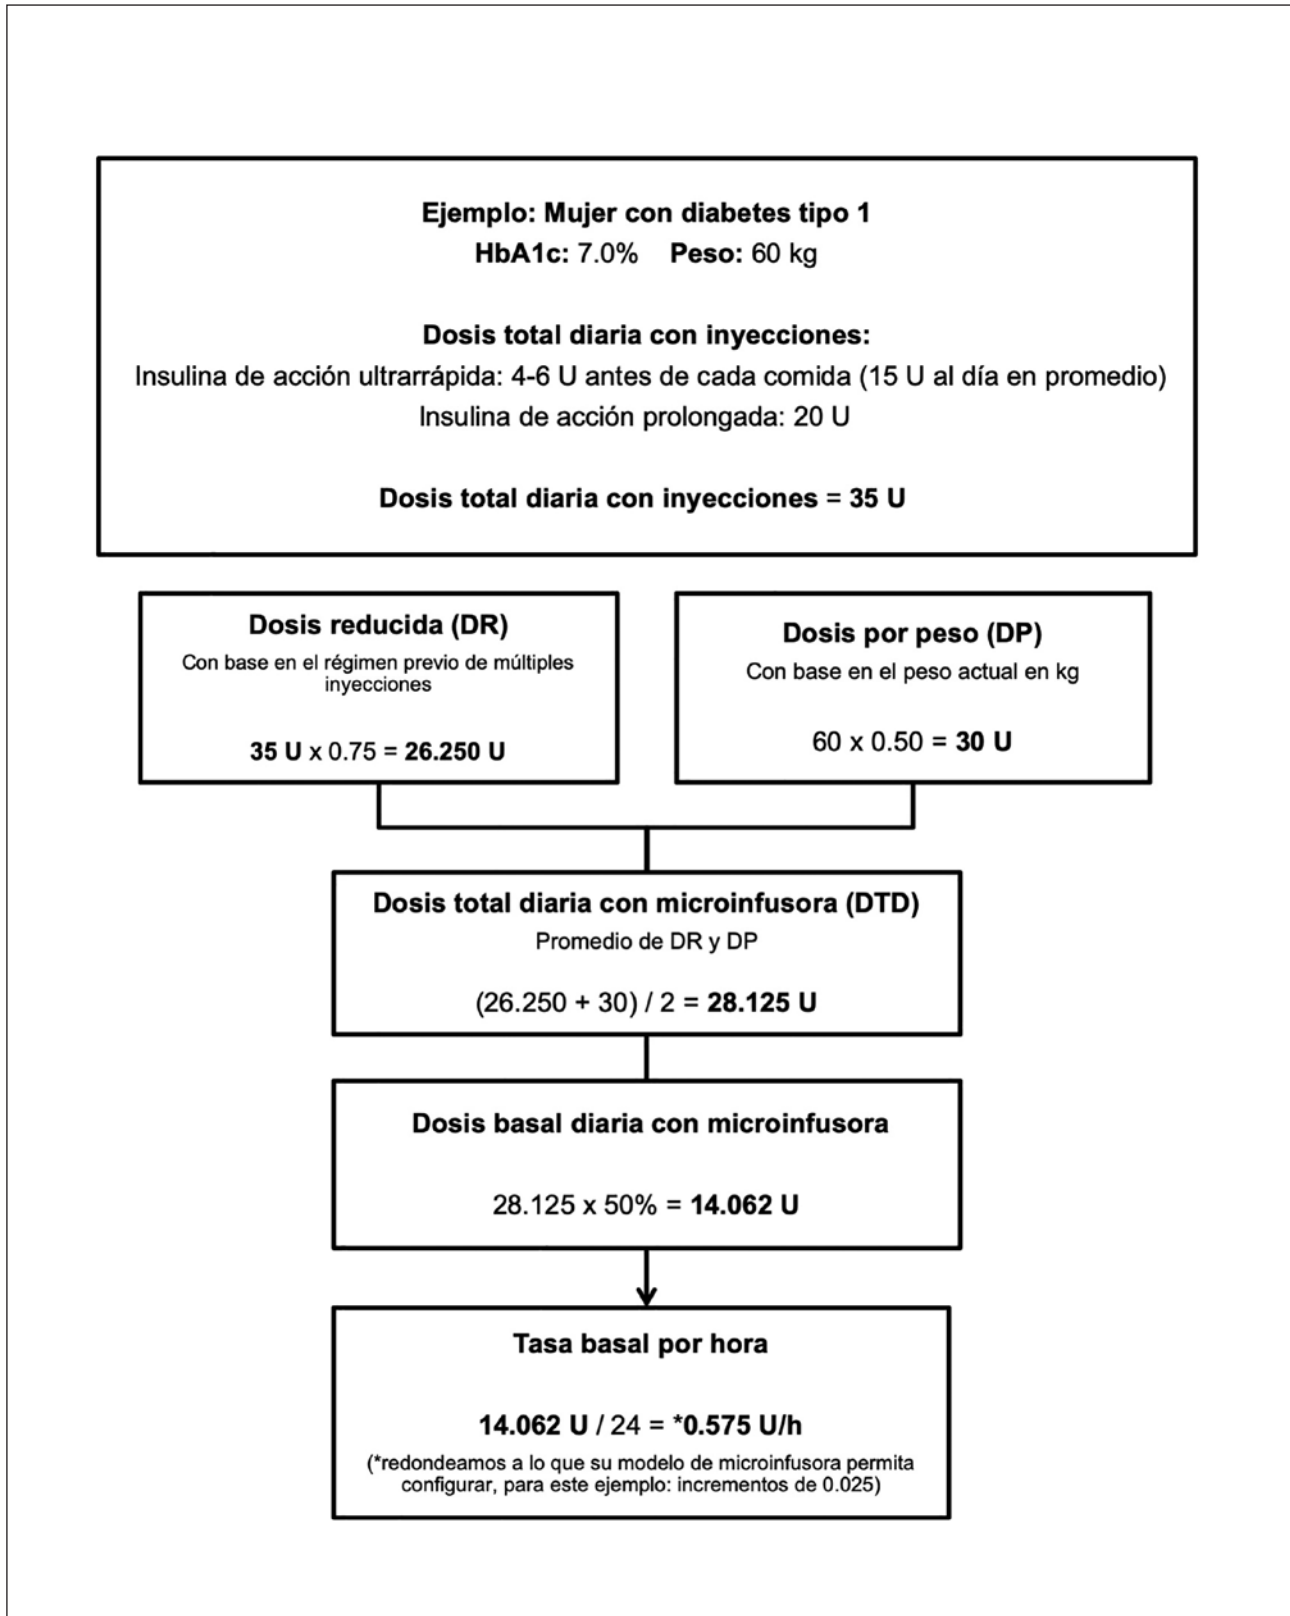 Ejemplo: Mujer con diabetes tipo 1
HbA1c: 7.0% Peso: 60 kg
Dosis total diaria con inyecciones:
Insulina de acción ultrarrápida: 4-6 U antes de cada comida (15 U al día en promedio)
Insulina de acción prolongada: 20 U
Dosis total diaria con inyecciones = 35 U
Dosis reducida (DR)
Con base en el régimen previo de múltiples
inyecciones
35 U x 0.75 = 26.250 U
Dosis por peso (DP)
Con base en el peso actual en kg
60 x 0.50 = 30 U
Dosis total diaria con microinfusora (DTD)
Promedio de DR y DP
(26.250 + 30) / 2 = 28.125 U
Dosis basal diaria con microinfusora
28.125 x 50% = 14.062 U
Tasa basal por hora
14.062 U / 24 = *0.575 U/h
(*redondeamos a lo que su modelo de microinfusora permita
configurar, para este ejemplo: incrementos de 0.025)